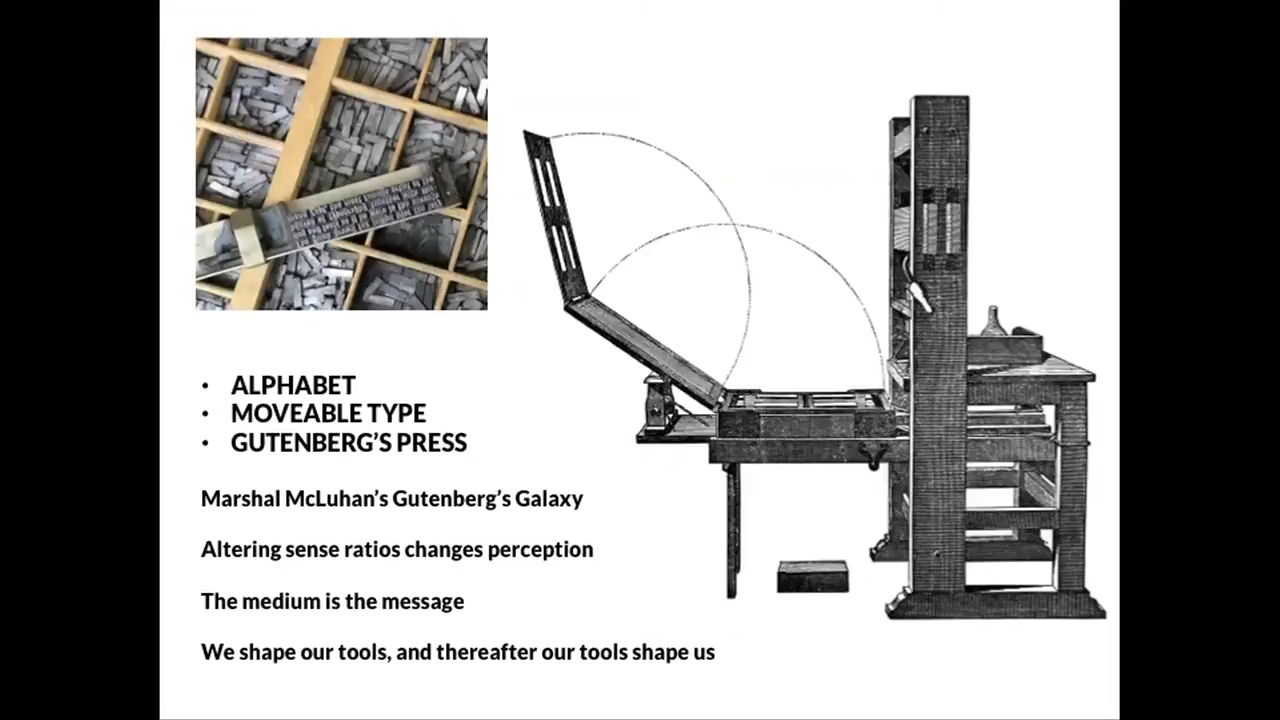 ALPHABET
MOVEABLE TYPE
GUTENBERG'S PRESS
Marshal McLuhan's Gutenberg's Galaxy
Altering sense ratios changes perception
The medium is the message
We shape our tools, and thereafter our tools shape us